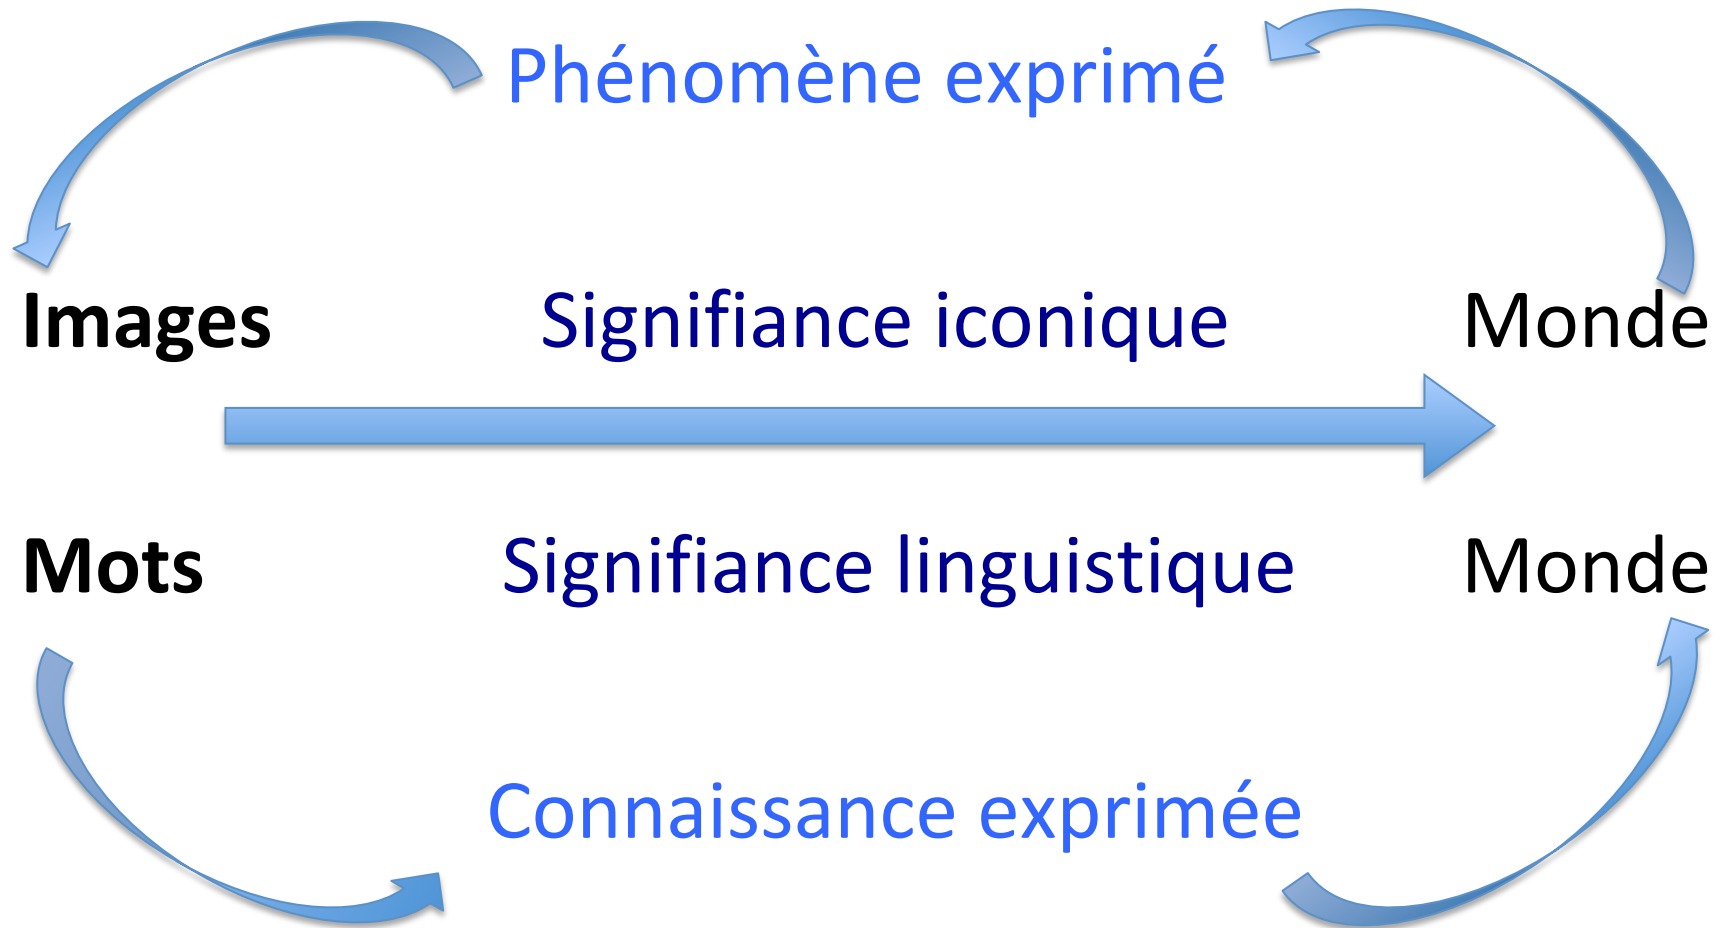 Phénomène exprimé
Images Signifiance iconique Monde
Mots Signifiance linguistique Monde
Connaissance exprimée